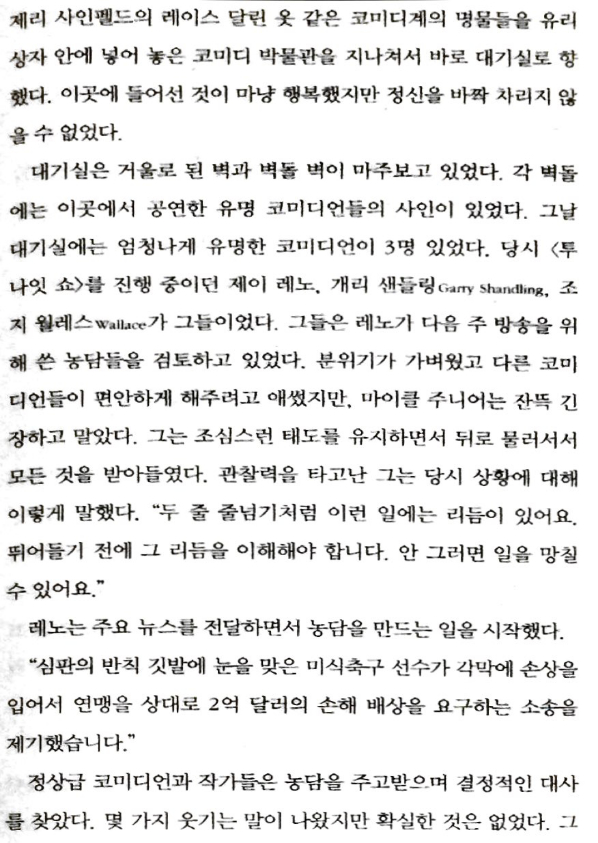 제리 사인펠드의 레이스 달린 옷 같은 코미디계의 명물들을 유리
상자 안에 넣어 놓은 코미디 박물관을 지나쳐서 바로 대기실로 향
했다. 이곳에 들어선 것이 마냥 행복했지만 정신을 바짝 차리지 않
을 수 없었다.
대기실은 거울로 된 벽과 벽돌 벽이 마주보고 있었다. 각 벽돌
에는 이곳에서 공연한 유명 코미디언들의 사인이 있었다. 그날
대기실에는 엄청나게 유명한 코미디언이 3명 있었다. 당시 〈투
나잇 쇼〉를 진행 중이던 제이 레노, 개리 샌들링Garry Shandling, 조
지 월레스Wallace가 그들이었다. 그들은 레노가 다음 주 방송을 위
해 쓴 농담들을 검토하고 있었다. 분위기가 가벼웠고 다른 코미
디언들이 편안하게 해주려고 애썼지만, 마이클 주니어는 잔뜩 긴
장하고 말았다. 그는 조심스런 태도를 유지하면서 뒤로 물러서서
모든 것을 받아들였다. 관찰력을 타고난 그는 당시 상황에 대해
이렇게 말했다. “두 줄 줄넘기처럼 이런 일에는 리듬이 있어요.
뛰어들기 전에 그 리듬을 이해해야 합니다. 안 그러면 일을 망칠
수 있어요.”
레노는 주요 뉴스를 전달하면서 농담을 만드는 일을 시작했다.
“심판의 반칙 깃발에 눈을 맞은 미식축구 선수가 각막에 손상을
입어서 연맹을 상대로 2억 달러의 손해 배상을 요구하는 소송을
제기했습니다.”
정상급 코미디언과 작가들은 농담을 주고받으며 결정적인 대사
를 찾았다. 몇 가지 웃기는 말이 나왔지만 확실한 것은 없었다. 그